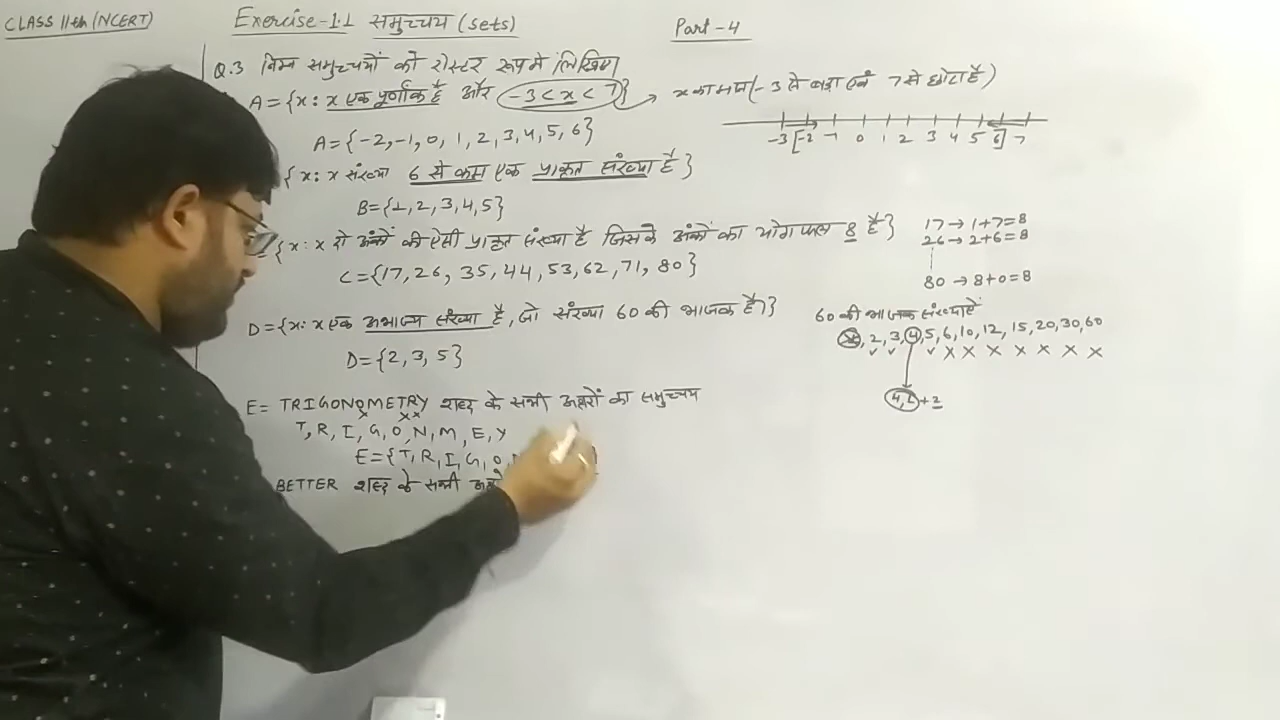 CLASS 11th (NCERT)
Exercise-1.1 समुच्चय (sets)
Part-4
Q.3 निम्न समुच्चयों को रोस्टर रूप में लिखिए
A={x: x एक पूर्णांक है और -3<x<7}
x का मान (-3 से बड़ा एवं 7 से छोटा है)
-3 [-2 -1 0 1 2 3 4 5 6] 7
A={-2,-1,0,1,2,3,4,5,6}
{x: x संख्या 6 से कम एक प्राकृत संख्या है}
B={1,2,3,4,5}
={x: x दो अंकों की ऐसी प्राकृत संख्या है जिसके अंकों का योगफल 8 है}
17→1+7=8
26→2+6=8
80→8+0=8
C={17,26,35,44,53,62,71,80}
D={x: x एक अभाज्य संख्या है, जो संख्या 60 की भाजक है।}
60 की भाजक संख्याएँ
, 2, 3, 4, 5, 6, 10, 12, 15, 20, 30, 60
✓ ✓ ✓ X X X X X X X
D={2,3,5}
+2
E= TRIGONOMETRY शब्द के सभी अक्षरों का समुच्चय
x x x
T, R, I, G, O, N, M, E, Y
E={T, R, I, G, O,
BETTER शब्द के सभी